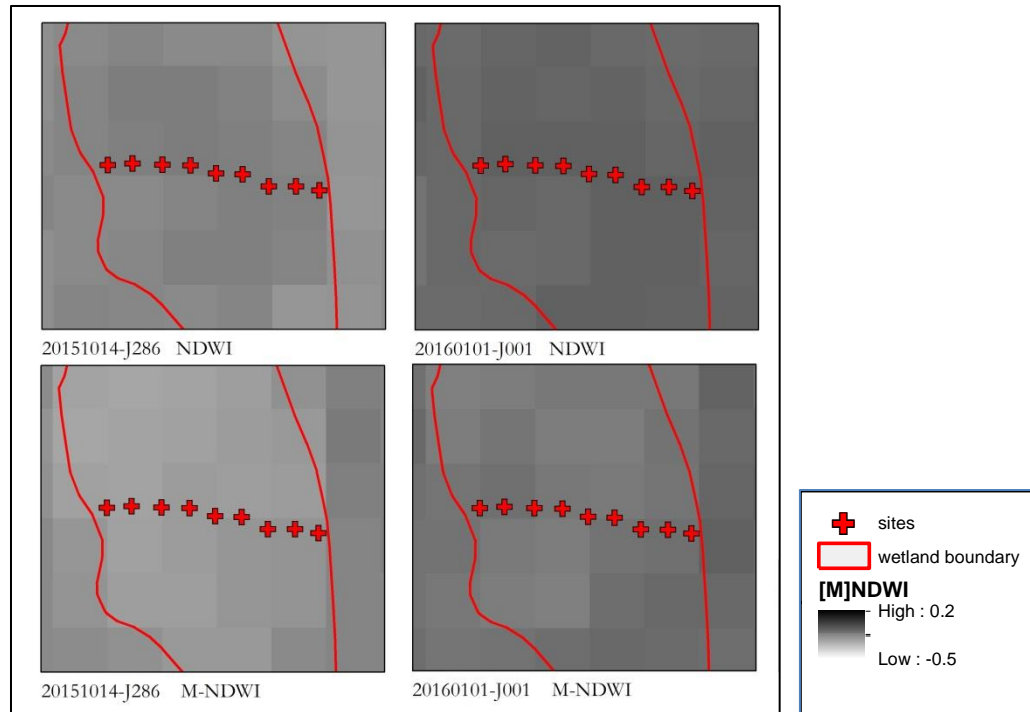 20151014-J286 NDWI
20160101-J001 NDWI
20151014-J286 M-NDWI
20160101-J001 M-NDWI
sites
wetland boundary
[M]NDWI
High : 0.2
Low : -0.5